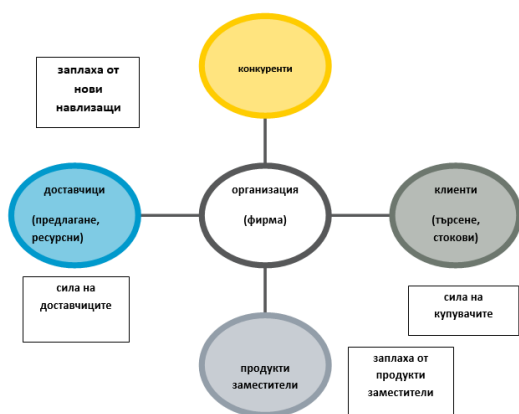 конкуренти
заплаха от
нови
навлизащи
доставчици
(предлагане,
ресурсни)
организация
(фирма)
клиенти
(търсене,
стокови)
сила на
доставчиците
сила на
купувачите
продукти
заместители
заплаха от
продукти
заместители